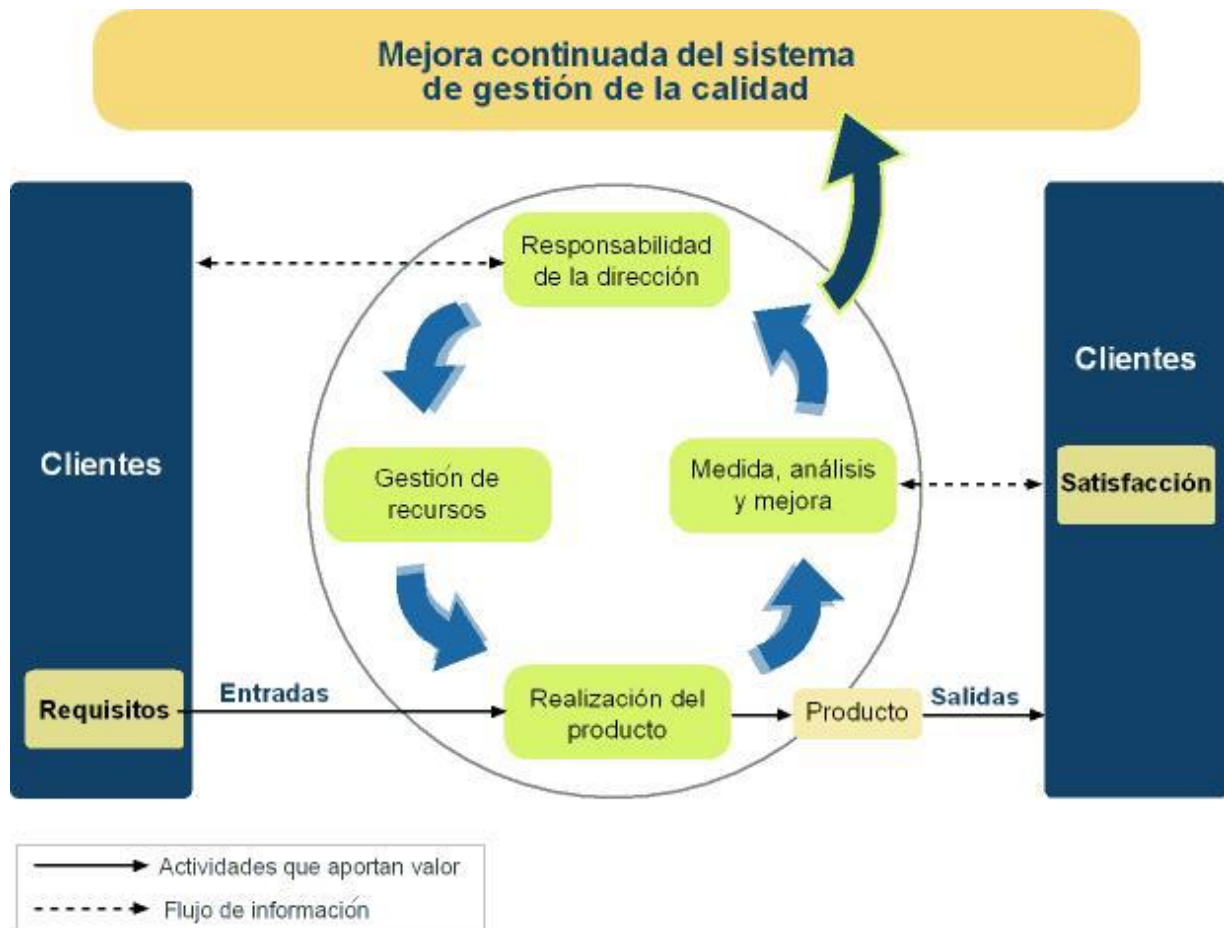 Mejora continuada del sistema
de gestión de la calidad
Responsabilidad
de la dirección
Clientes
Clientes
Gestión de
recursos
Medida, análisis
y mejora
Satisfacción
Requisitos
Entradas
Realización del
producto
Producto
Salidas
Actividades que aportan valor
Flujo de información